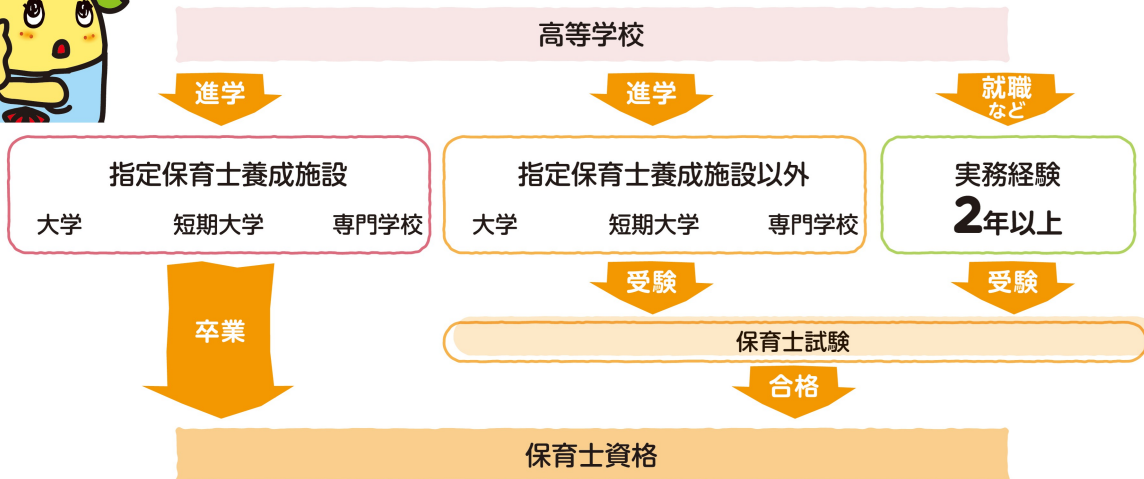 高等学校
進学
進学
就職
など
指定保育士養成施設
大学 短期大学 専門学校
指定保育士養成施設以外
大学 短期大学 専門学校
実務経験
2年以上
卒業
受験
受験
保育士試験
合格
保育士資格